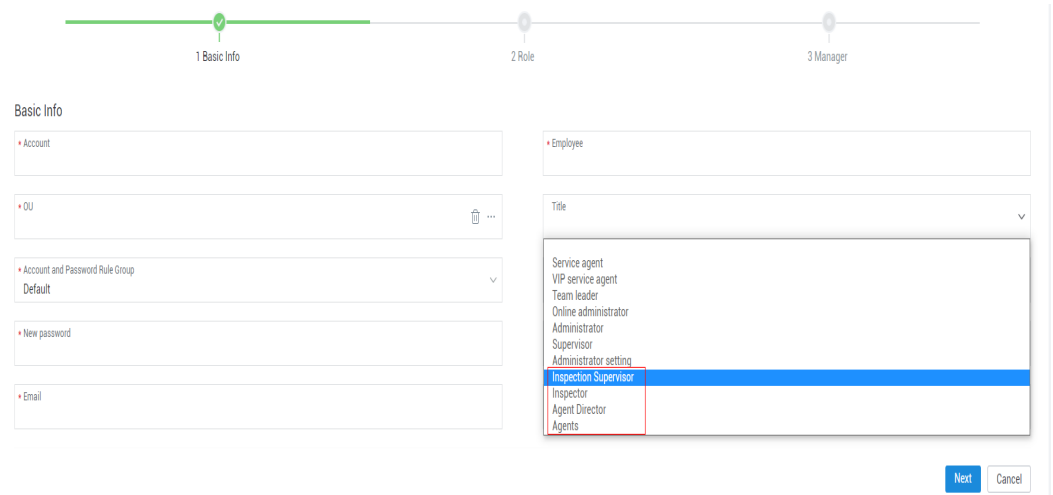 1 Basic Info
2 Role
3 Manager
Basic Info
* Account
* Employee
* OU
...
Title
* Account and Password Rule Group
Default
* New password
* Email
Service agent
VIP service agent
Team leader
Online administrator
Administrator
Supervisor
Administrator setting
Inspection Supervisor
Inspector
Agent Director
Agents
Next
Cancel